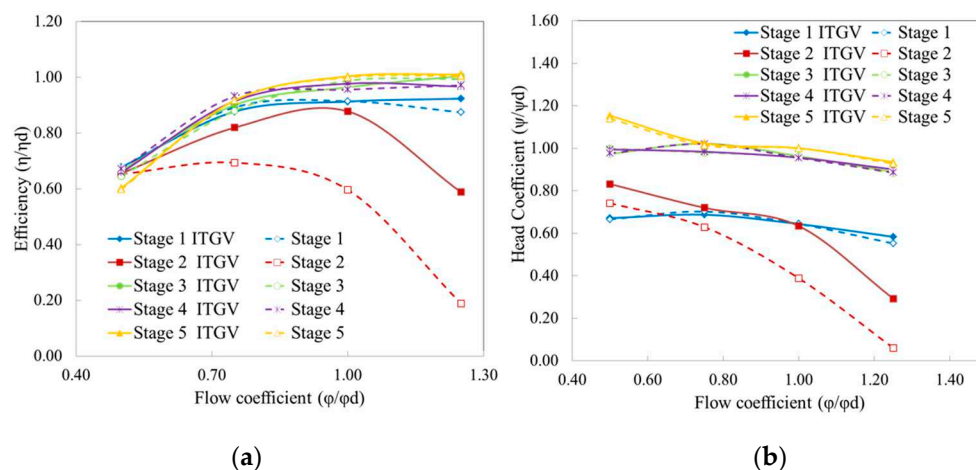 1.20
1.00
0.80
0.60
0.40
0.20
0.00
Efficiency (η/ηd)
Stage 1 ITGV Stage 1
Stage 2 ITGV Stage 2
Stage 3 ITGV Stage 3
Stage 4 ITGV Stage 4
Stage 5 ITGV Stage 5
0.40 0.70 1.00 1.30
Flow coefficient (φ/φd)
(a)
1.60
1.40
1.20
1.00
0.80
0.60
0.40
0.20
0.00
Head Coefficient (ψ/ψd)
Stage 1 ITGV Stage 1
Stage 2 ITGV Stage 2
Stage 3 ITGV Stage 3
Stage 4 ITGV Stage 4
Stage 5 ITGV Stage 5
0.40 0.60 0.80 1.00 1.20 1.40
Flow coefficient (φ/φd)
(b)